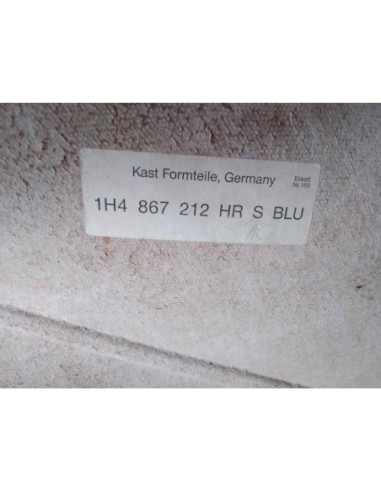 Kast Formteile, Germany
1H4 867 212 HR S BLU